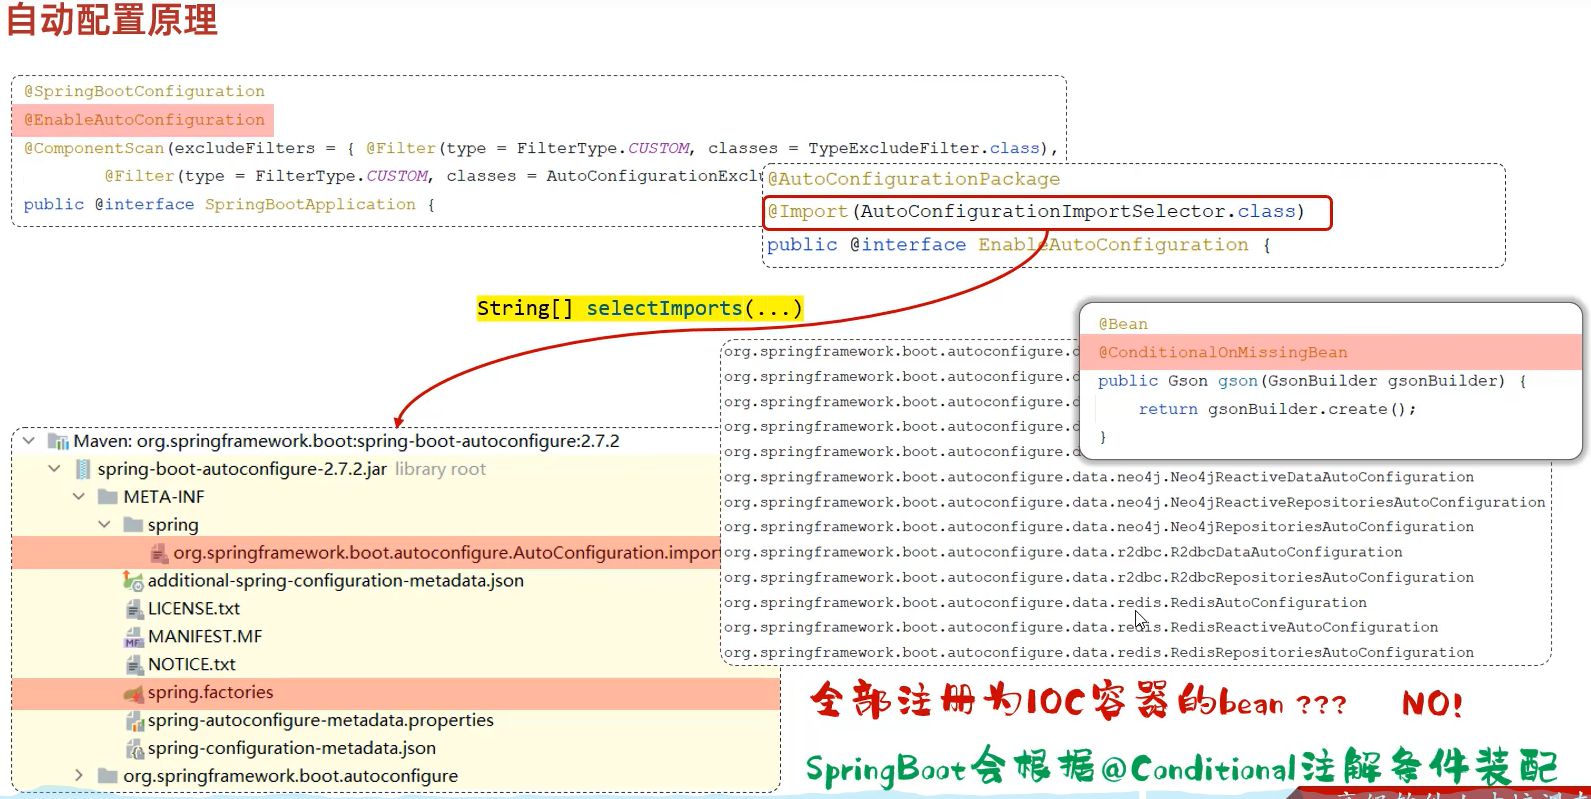 自动配置原理
@SpringBootConfiguration
@EnableAutoConfiguration
@ComponentScan(excludeFilters = { @Filter(type = FilterType.CUSTOM, classes = TypeExcludeFilter.class),
@Filter(type = FilterType.CUSTOM, classes = AutoConfigurationExclu
public @interface SpringBootApplication {
@AutoConfigurationPackage
@Import(AutoConfigurationImportSelector.class)
public @interface EnableAutoConfiguration {
String[] selectImports(...)
@Bean
@ConditionalOnMissingBean
public Gson gson(GsonBuilder gsonBuilder) {
return gsonBuilder.create();
}
Maven: org.springframework.boot:spring-boot-autoconfigure:2.7.2
spring-boot-autoconfigure-2.7.2.jar library root
META-INF
spring
org.springframework.boot.autoconfigure.AutoConfiguration.import
additional-spring-configuration-metadata.json
LICENSE.txt
MANIFEST.MF
NOTICE.txt
spring.factories
spring-autoconfigure-metadata.properties
spring-configuration-metadata.json
org.springframework.boot.autoconfigure
org.springframework.boot.autoconfigure.d
org.springframework.boot.autoconfigure.d
org.springframework.boot.autoconfigure.d
org.springframework.boot.autoconfigure.d
org.springframework.boot.autoconfigure.d
org.springframework.boot.autoconfigure.data.neo4j.Neo4jReactiveDataAutoConfiguration
org.springframework.boot.autoconfigure.data.neo4j.Neo4jReactiveRepositoriesAutoConfiguration
org.springframework.boot.autoconfigure.data.neo4j.Neo4jRepositoriesAutoConfiguration
org.springframework.boot.autoconfigure.data.r2dbc.R2dbcDataAutoConfiguration
org.springframework.boot.autoconfigure.data.r2dbc.R2dbcRepositoriesAutoConfiguration
org.springframework.boot.autoconfigure.data.redis.RedisAutoConfiguration
org.springframework.boot.autoconfigure.data.redis.RedisReactiveAutoConfiguration
org.springframework.boot.autoconfigure.data.redis.RedisRepositoriesAutoConfiguration
全部注册为IOC容器的bean ??? NO!
SpringBoot会根据@Conditional注解条件装配